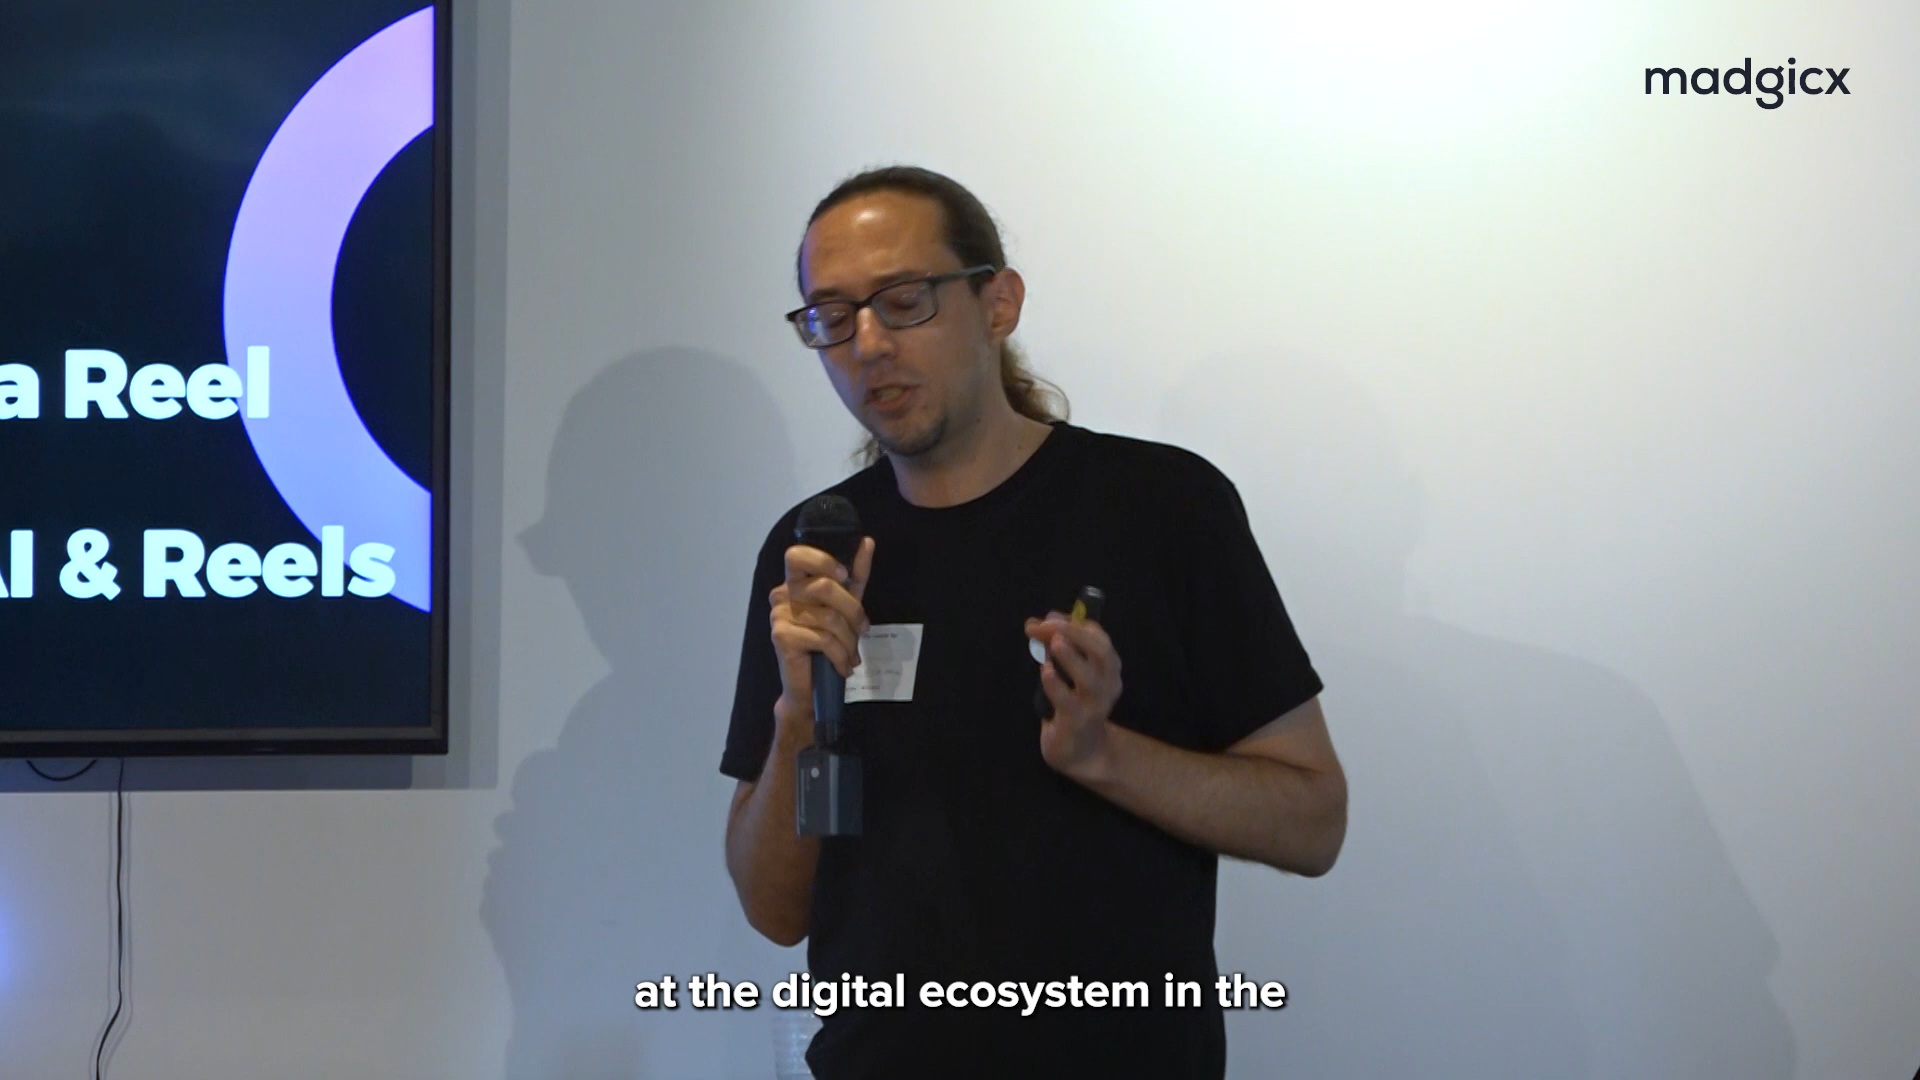 madgicx
a Reel
AI & Reels
at the digital ecosystem in the